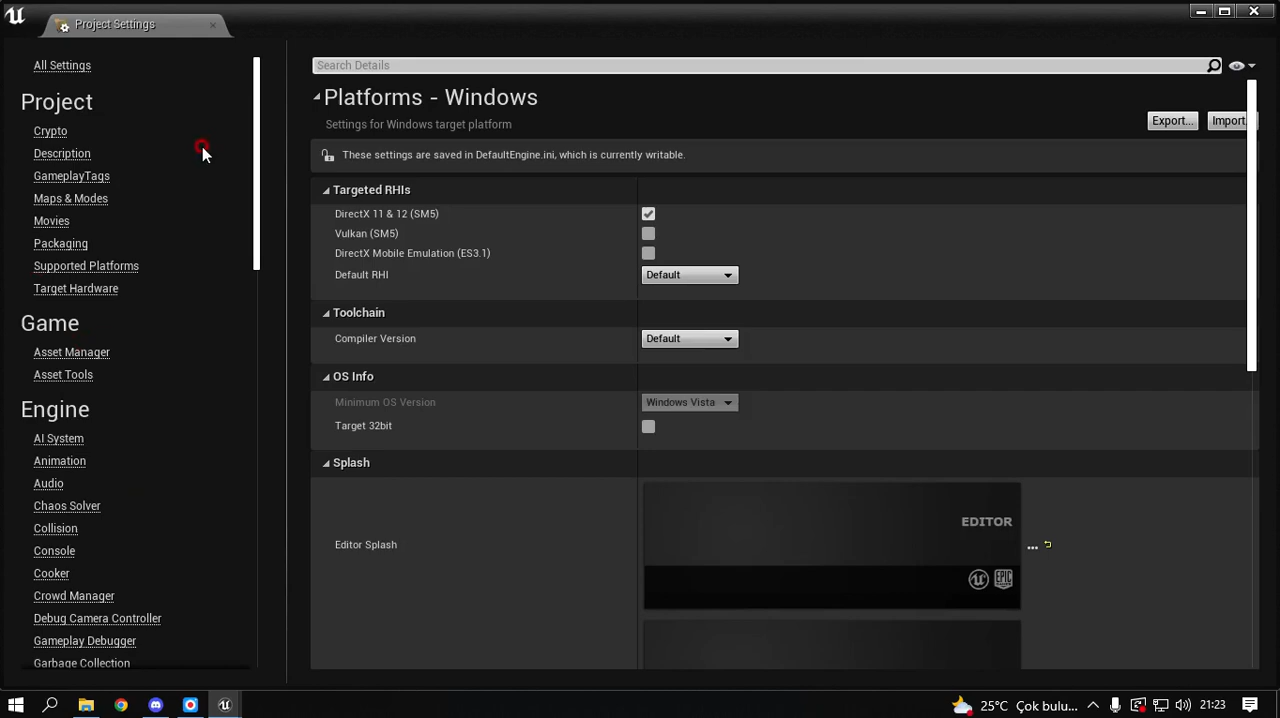 Project Settings
All Settings
Project
Crypto
Description
GameplayTags
Maps & Modes
Movies
Packaging
Supported Platforms
Target Hardware
Game
Asset Manager
Asset Tools
Engine
AI System
Animation
Audio
Chaos Solver
Collision
Console
Cooker
Crowd Manager
Debug Camera Controller
Gameplay Debugger
Garbage Collection
Search Details
Platforms - Windows
Settings for Windows target platform
Export... Import...
These settings are saved in DefaultEngine.ini, which is currently writable.
Targeted RHIs
DirectX 11 & 12 (SM5)
Vulkan (SM5)
DirectX Mobile Emulation (ES3.1)
Default RHI Default
Toolchain
Compiler Version Default
OS Info
Minimum OS Version Windows Vista
Target 32bit
Splash
EDITOR
Editor Splash ...
EPIC
25°C Çok bulu... 21:23